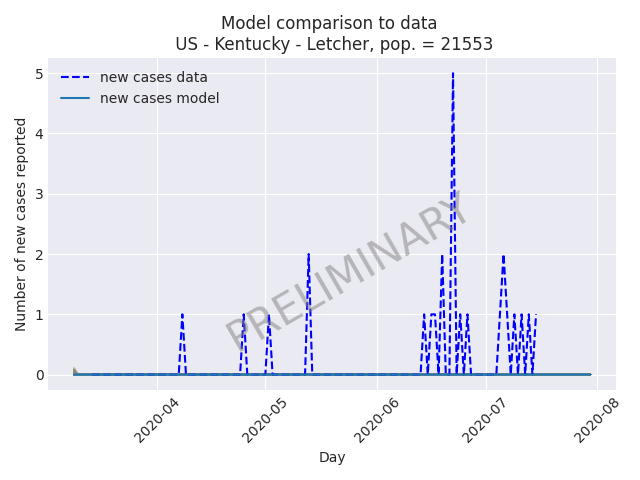 Model comparison to data
US - Kentucky - Letcher, pop. = 21553
new cases data
new cases model
PRELIMINARY
Number of new cases reported
5
4
3
2
1
0
2020-04
2020-05
2020-06
2020-07
2020-08
Day